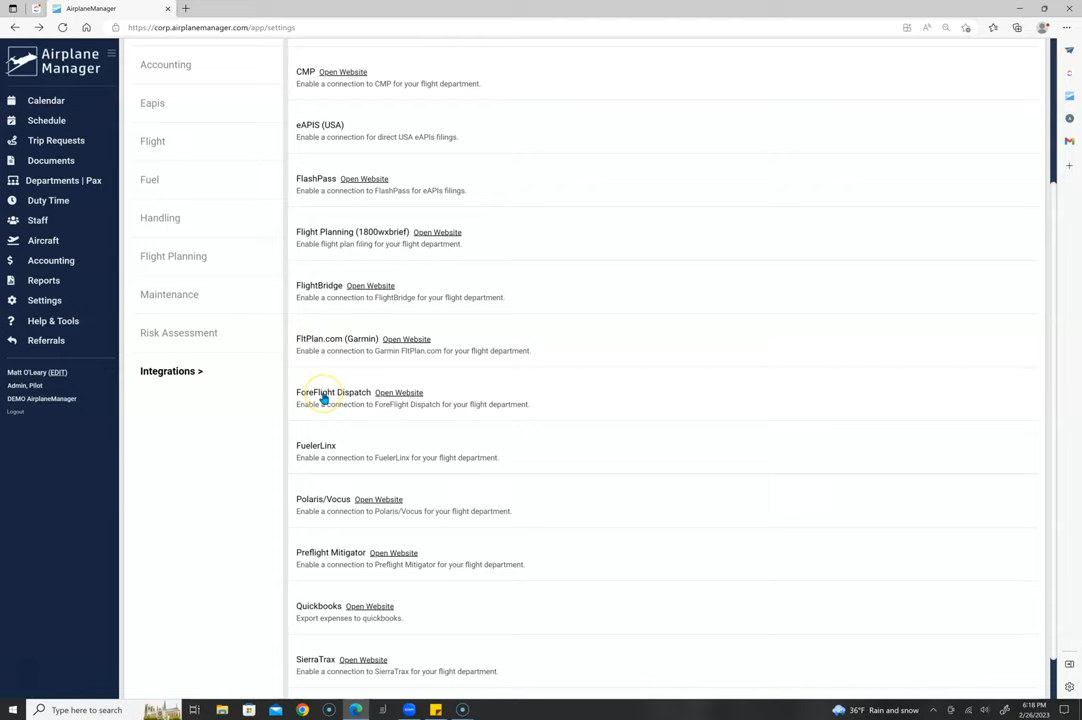 AirplaneManager
https://corp.airplanemanager.com/app/settings
Airplane
Manager
Calendar
Schedule
Trip Requests
Documents
Departments | Pax
Duty Time
Staff
Aircraft
Accounting
Reports
Settings
Help & Tools
Referrals
Matt O'Leary (EDIT)
Admin, Pilot
DEMO AirplaneManager
Logout
Accounting
Eapis
Flight
Fuel
Handling
Flight Planning
Maintenance
Risk Assessment
Integrations >
CMP Open Website
Enable a connection to CMP for your flight department.
eAPIS (USA)
Enable a connection for direct USA eAPIs filings.
FlashPass Open Website
Enable a connection to FlashPass for eAPIs filings.
Flight Planning (1800wxbrief) Open Website
Enable flight plan filing for your flight department.
FlightBridge Open Website
Enable a connection to FlightBridge for your flight department.
FltPlan.com (Garmin) Open Website
Enable a connection to Garmin FltPlan.com for your flight department.
ForeFlight Dispatch Open Website
Enable a connection to ForeFlight Dispatch for your flight department.
FuelerLinx
Enable a connection to FuelerLinx for your flight department.
Polaris/Vocus Open Website
Enable a connection to Polaris/Vocus for your flight department.
Preflight Mitigator Open Website
Enable a connection to Preflight Mitigator for your flight department.
Quickbooks Open Website
Export expenses to quickbooks.
SierraTrax Open Website
Enable a connection to SierraTrax for your flight department.
Type here to search
36°F Rain and snow
6:18 PM
2/26/2023